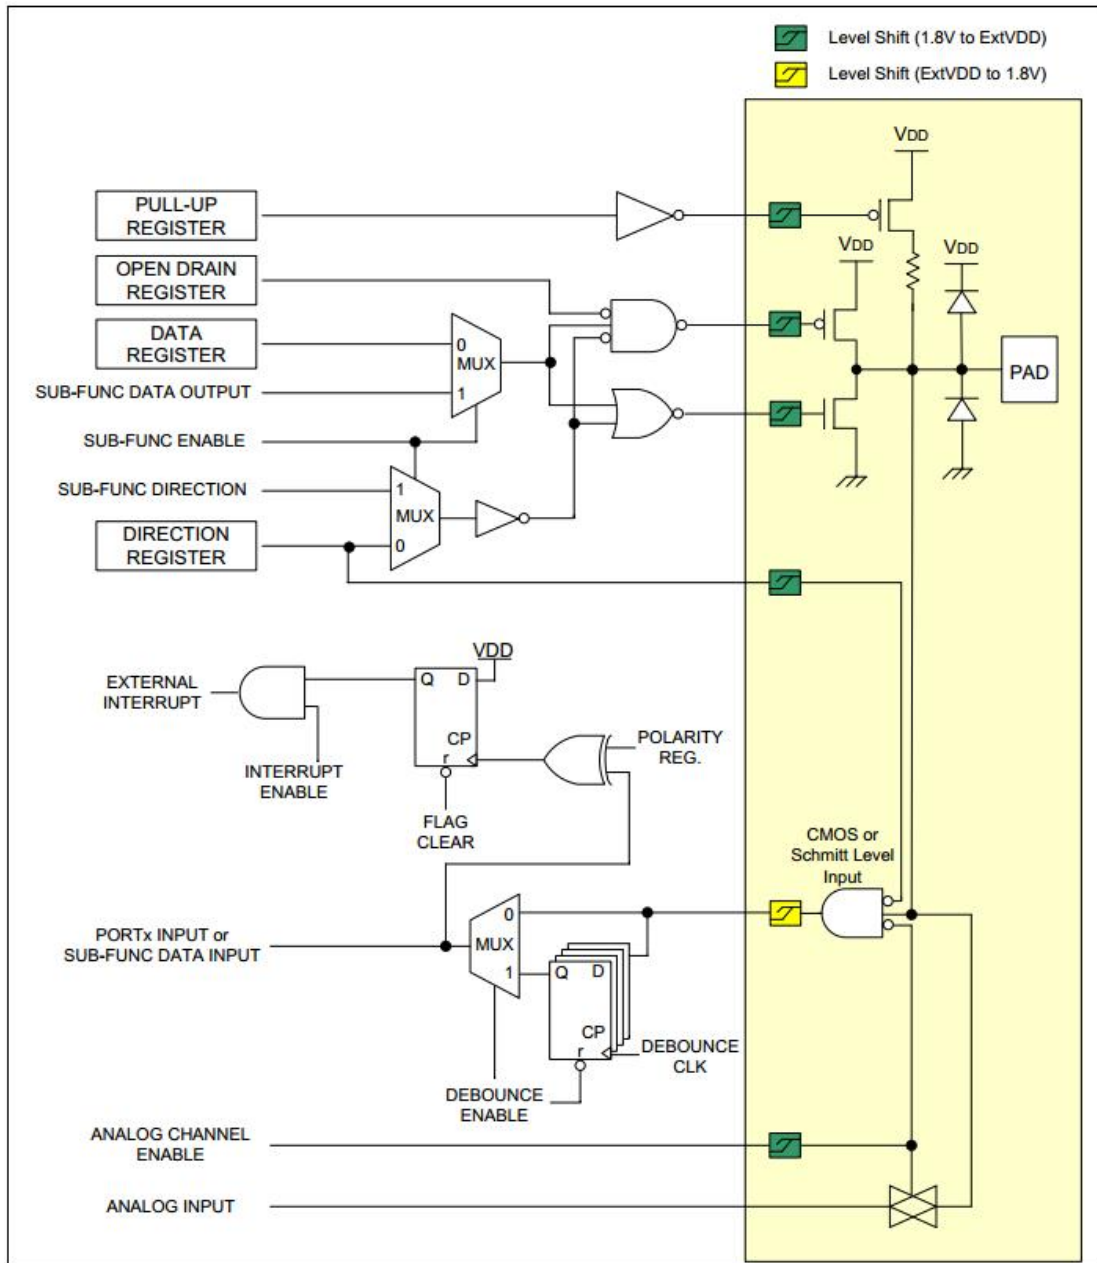 Level Shift (1.8V to ExtVDD)
Level Shift (ExtVDD to 1.8V)
VDD
PULL-UP
REGISTER
VDD
VDD
OPEN DRAIN
REGISTER
DATA
REGISTER
0
MUX
1
SUB-FUNC DATA OUTPUT
PAD
SUB-FUNC ENABLE
SUB-FUNC DIRECTION
1
MUX
0
DIRECTION
REGISTER
VDD
Q D
CP
r
EXTERNAL
INTERRUPT
INTERRUPT
ENABLE
FLAG
CLEAR
POLARITY
REG.
CMOS or
Schmitt Level
Input
PORTx INPUT or
SUB-FUNC DATA INPUT
0
MUX
1
Q D
CP
r
DEBOUNCE
CLK
DEBOUNCE
ENABLE
ANALOG CHANNEL
ENABLE
ANALOG INPUT